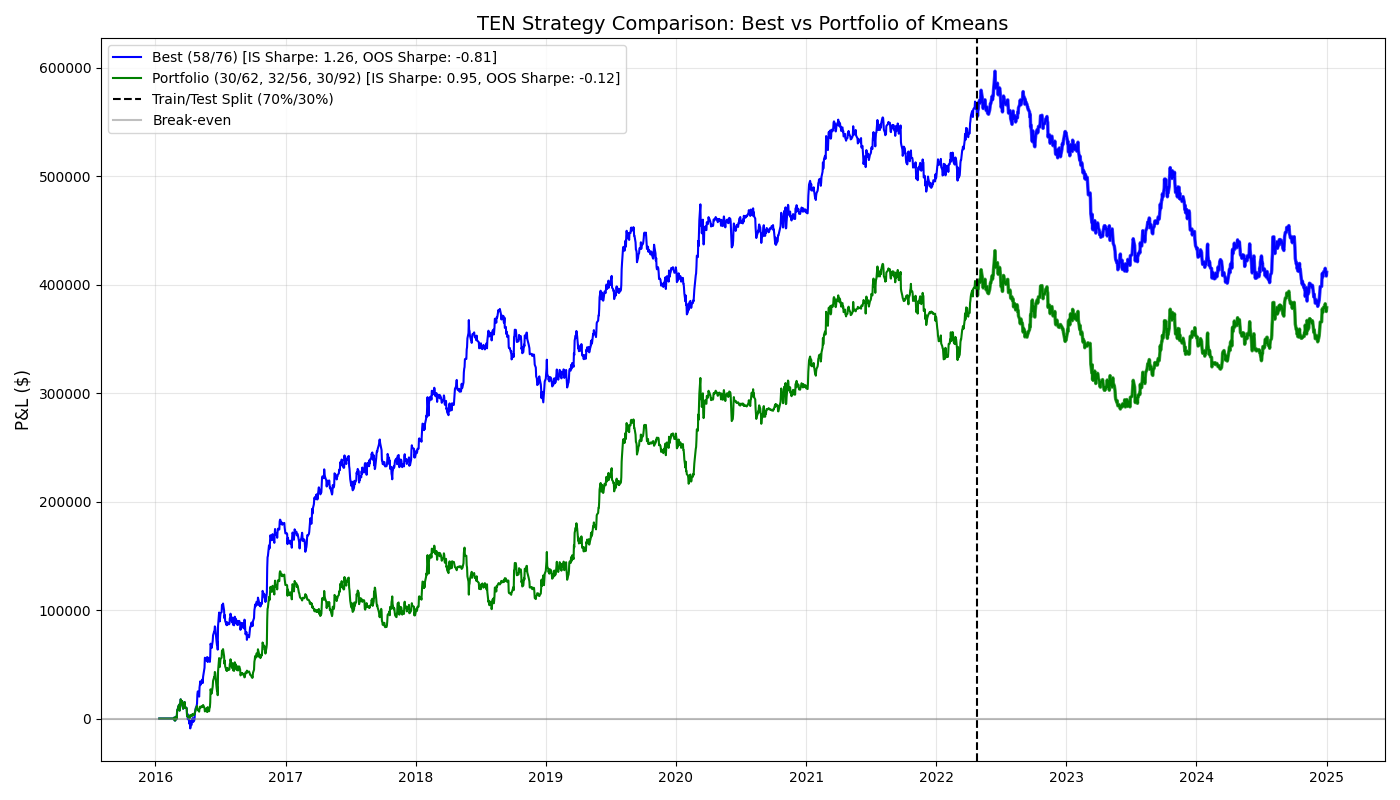 TEN Strategy Comparison: Best vs Portfolio of Kmeans
Best (58/76) [IS Sharpe: 1.26, OOS Sharpe: -0.81]
Portfolio (30/62, 32/56, 30/92) [IS Sharpe: 0.95, OOS Sharpe: -0.12]
Train/Test Split (70%/30%)
Break-even
P&L ($)
600000
500000
400000
300000
200000
100000
0
2016 2017 2018 2019 2020 2021 2022 2023 2024 2025